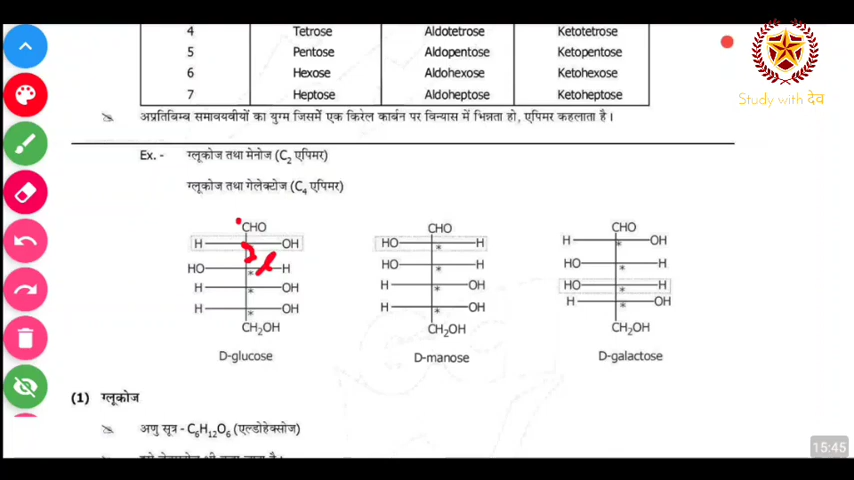 4 Tetrose Aldotetrose Ketotetrose
5 Pentose Aldopentose Ketopentose
6 Hexose Aldohexose Ketohexose
7 Heptose Aldoheptose Ketoheptose
Study with देव
अप्रतिबिम्ब समावयवीयों का युग्म जिसमें एक किरेल कार्बन पर विन्यास में भिन्नता हो, एपिमर कहलाता है।
Ex. - ग्लूकोज तथा मेनोज (C₂ एपिमर)
ग्लूकोज तथा गेलेक्टोज (C₄ एपिमर)
CHO CHO CHO
H OH HO H H OH
HO H HO H HO H
* * *
H OH H OH HO H
* * *
H OH H OH H OH
* * *
CH₂OH CH₂OH CH₂OH
D-glucose D-manose D-galactose
(1) ग्लूकोज
अणु सूत्र - C₆H₁₂O₆ (एल्डोहेक्सोज)
15:45